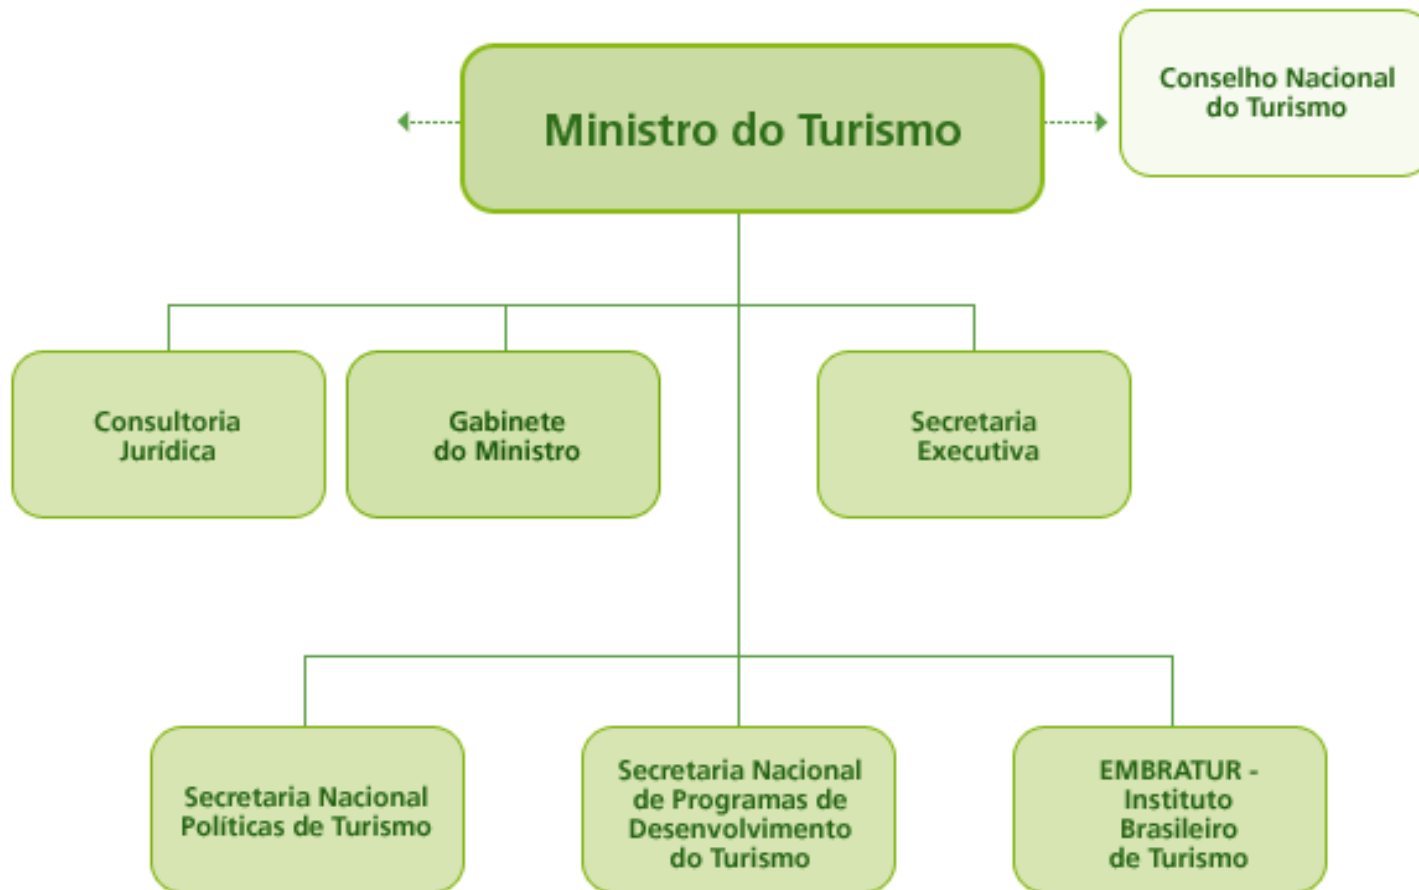 Conselho Nacional
do Turismo
Ministro do Turismo
Consultoria
Jurídica
Gabinete
do Ministro
Secretaria
Executiva
Secretaria Nacional
Políticas de Turismo
Secretaria Nacional
de Programas de
Desenvolvimento
do Turismo
EMBRATUR -
Instituto
Brasileiro
de Turismo